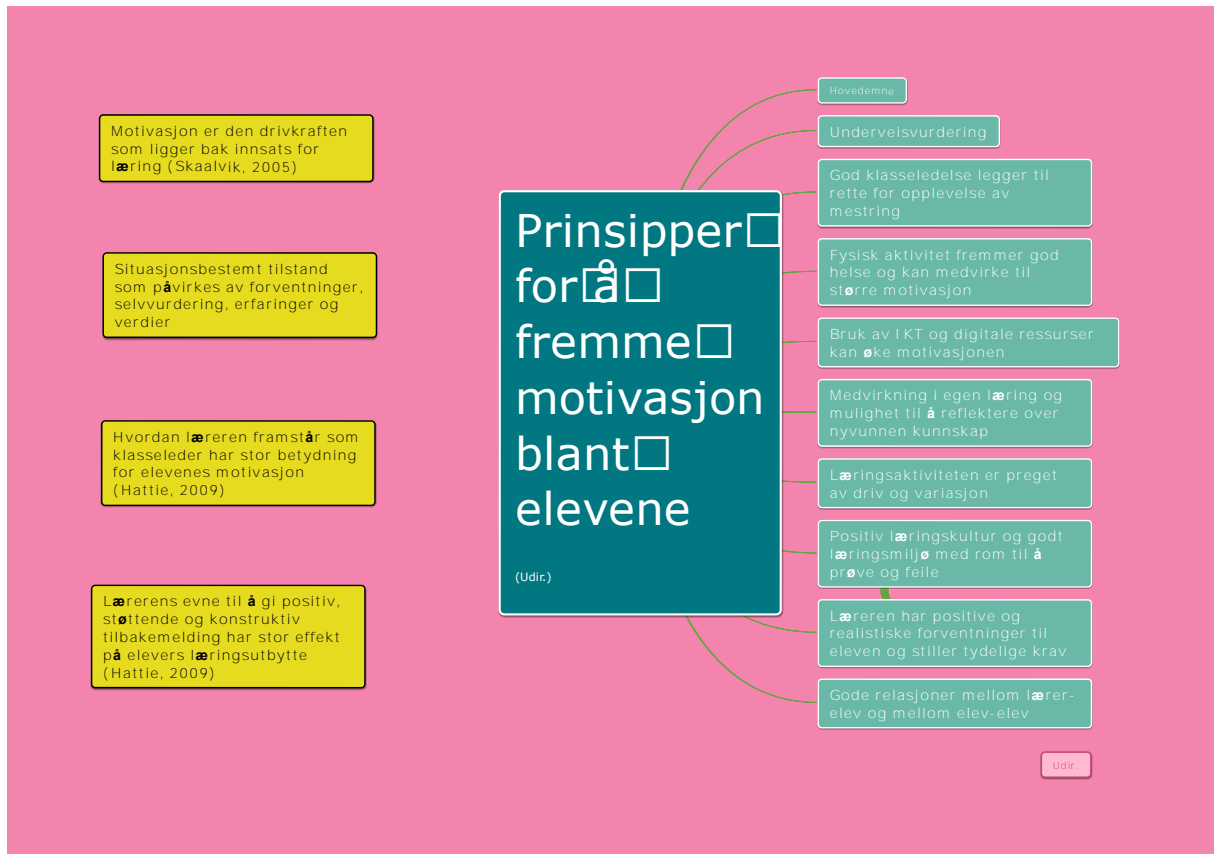 Motivasjon er den drivkraften
som ligger bak innsats for
læring (Skaalvik, 2005)
Situasjonsbestemt tilstand
som påvirkes av forventninger,
selvvurdering, erfaringer og
verdier
Hvordan læreren framstår som
klasseleder har stor betydning
for elevenes motivasjon
(Hattie, 2009)
Lærerens evne til å gi positiv,
støttende og konstruktiv
tilbakemelding har stor effekt
på elevers læringsutbytte
(Hattie, 2009)
Prinsipper
for å
fremme
motivasjon
blant
elevene
(Udir.)
Hovedemne
Underveisvurdering
God klasseledelse legger til
rette for opplevelse av
mestring
Fysisk aktivitet fremmer god
helse og kan medvirke til
større motivasjon
Bruk av IKT og digitale ressurser
kan øke motivasjonen
Medvirkning i egen læring og
mulighet til å reflektere over
nyvunnen kunnskap
Læringsaktiviteten er preget
av driv og variasjon
Positiv læringskultur og godt
læringsmiljø med rom til å
prøve og feile
Læreren har positive og
realistiske forventninger til
eleven og stiller tydelige krav
Gode relasjoner mellom lærer-
elev og mellom elev-elev
Udir.